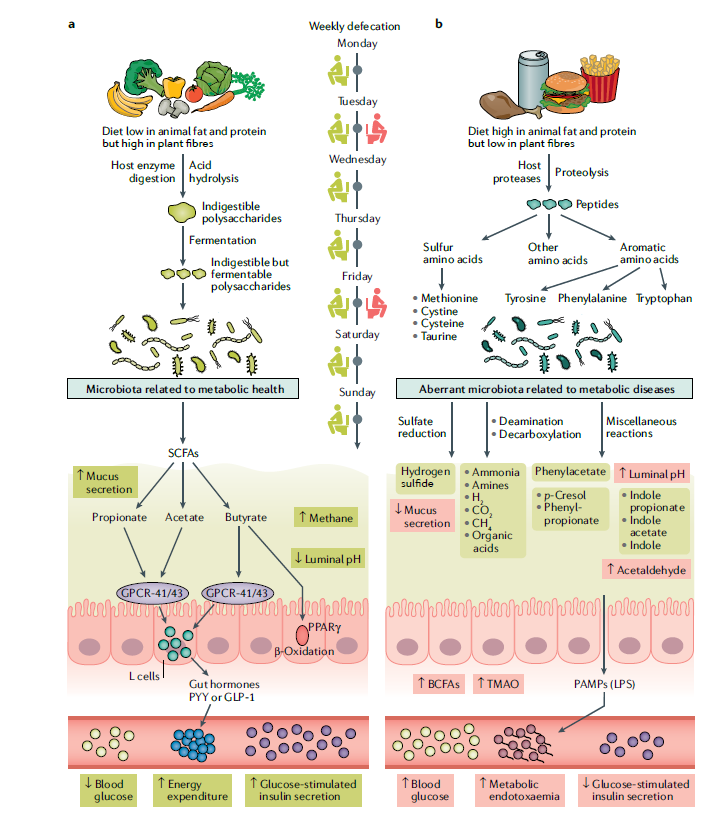 a
Weekly defecation
b
Monday
Tuesday
Wednesday
Thursday
Friday
Saturday
Sunday
Diet low in animal fat and protein
but high in plant fibres
Host enzyme
digestion
Acid
hydrolysis
Indigestible
polysaccharides
Fermentation
Indigestible but
fermentable
polysaccharides
Microbiota related to metabolic health
SCFAs
↑ Mucus
secretion
Propionate
Acetate
Butyrate
↑ Methane
↓ Luminal pH
GPCR-41/43
GPCR-41/43
PPARγ
β-Oxidation
L cells
Gut hormones
PYY or GLP-1
↓ Blood
glucose
↑ Energy
expenditure
↑ Glucose-stimulated
insulin secretion
Diet high in animal fat and protein
but low in plant fibres
Host
proteases
Proteolysis
Peptides
Sulfur
amino acids
Other
amino acids
Aromatic
amino acids
• Methionine
• Cystine
• Cysteine
• Taurine
Tyrosine
Phenylalanine
Tryptophan
Aberrant microbiota related to metabolic diseases
Sulfate
reduction
• Deamination
• Decarboxylation
Miscellaneous
reactions
Hydrogen
sulfide
↓ Mucus
secretion
• Ammonia
• Amines
• H₂
• CO₂
• CH₄
• Organic
acids
Phenylacetate
• p-Cresol
• Phenyl-
propionate
↑ Luminal pH
• Indole
propionate
• Indole
acetate
• Indole
↑ Acetaldehyde
↑ BCFAs
↑ TMAO
PAMPs (LPS)
↑ Blood
glucose
↑ Metabolic
endotoxaemia
↓ Glucose-stimulated
insulin secretion